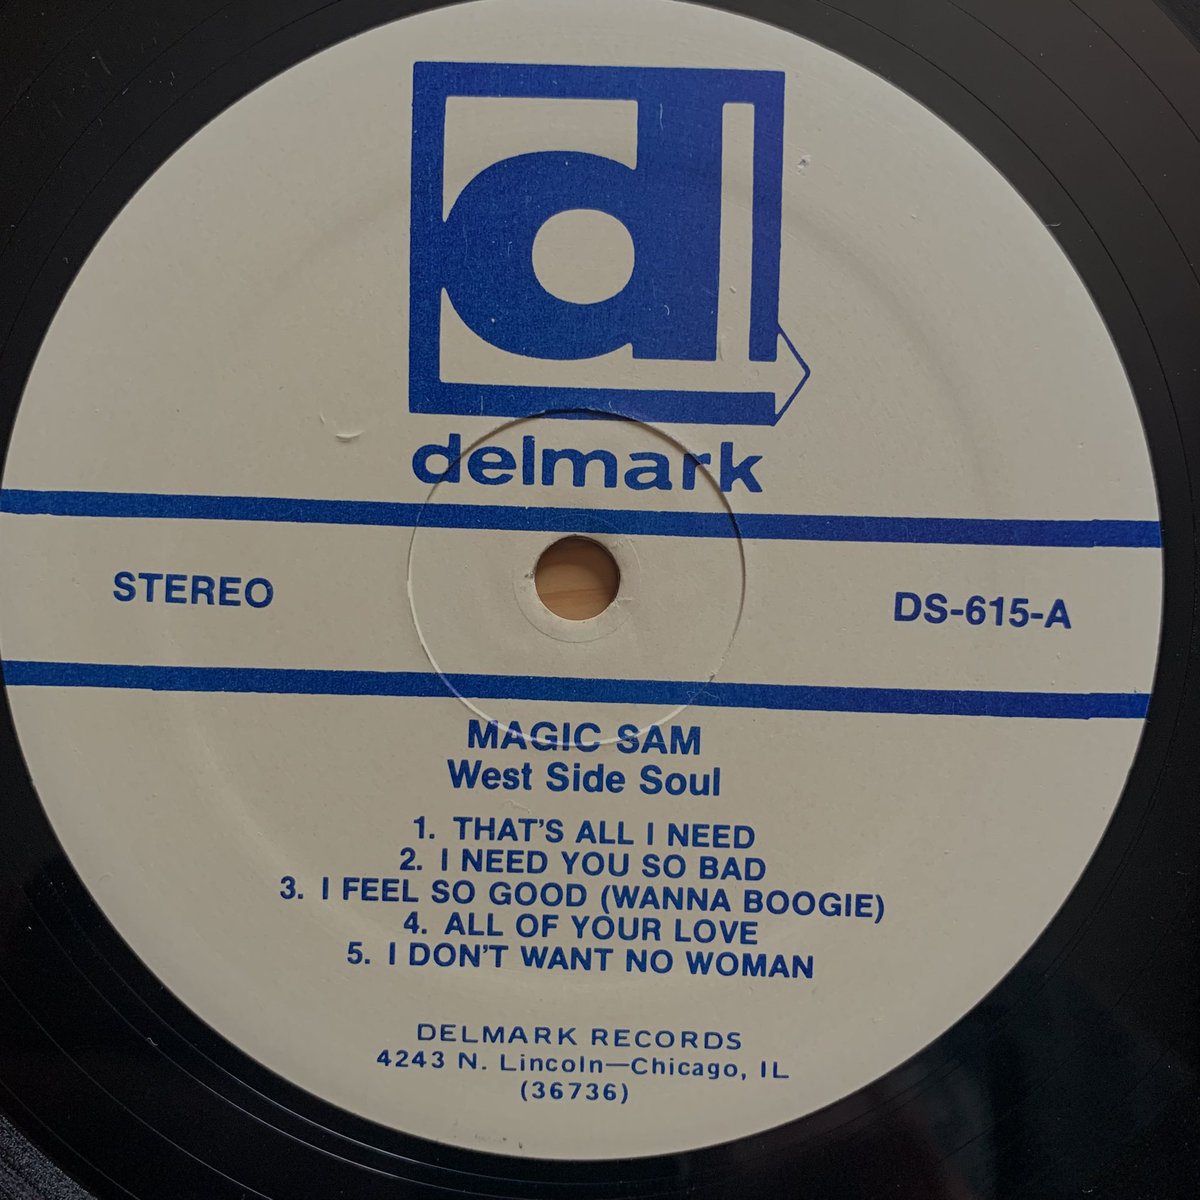 dl
delmark
STEREO
DS-615-A
MAGIC SAM
West Side Soul
1. THAT'S ALL I NEED
2. I NEED YOU SO BAD
3. I FEEL SO GOOD (WANNA BOOGIE)
4. ALL OF YOUR LOVE
5. I DON'T WANT NO WOMAN
DELMARK RECORDS
4243 N. Lincoln—Chicago, IL
(36736)